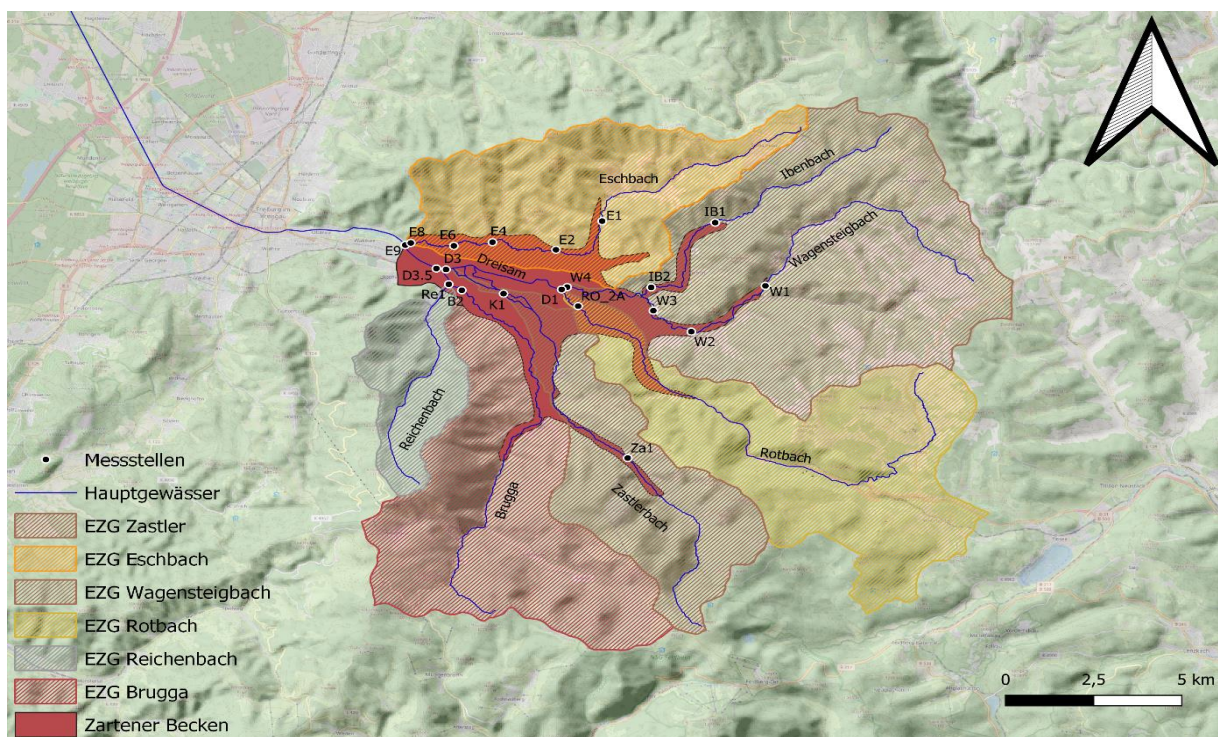 Eschbach
Ibenbach
Wagensteigbach
E1
IB1
E8
E6
E4
E2
E9
Dreisam
D3
D3.5
W4
IB2
W1
Re1
B2
K1
D1
RO_2A
W3
W2
Reichenbach
Brugga
Za1
Zastlerbach
Rotbach
Messstellen
Hauptgewässer
EZG Zastler
EZG Eschbach
EZG Wagensteigbach
EZG Rotbach
EZG Reichenbach
EZG Brugga
Zartener Becken
0 2,5 5 km